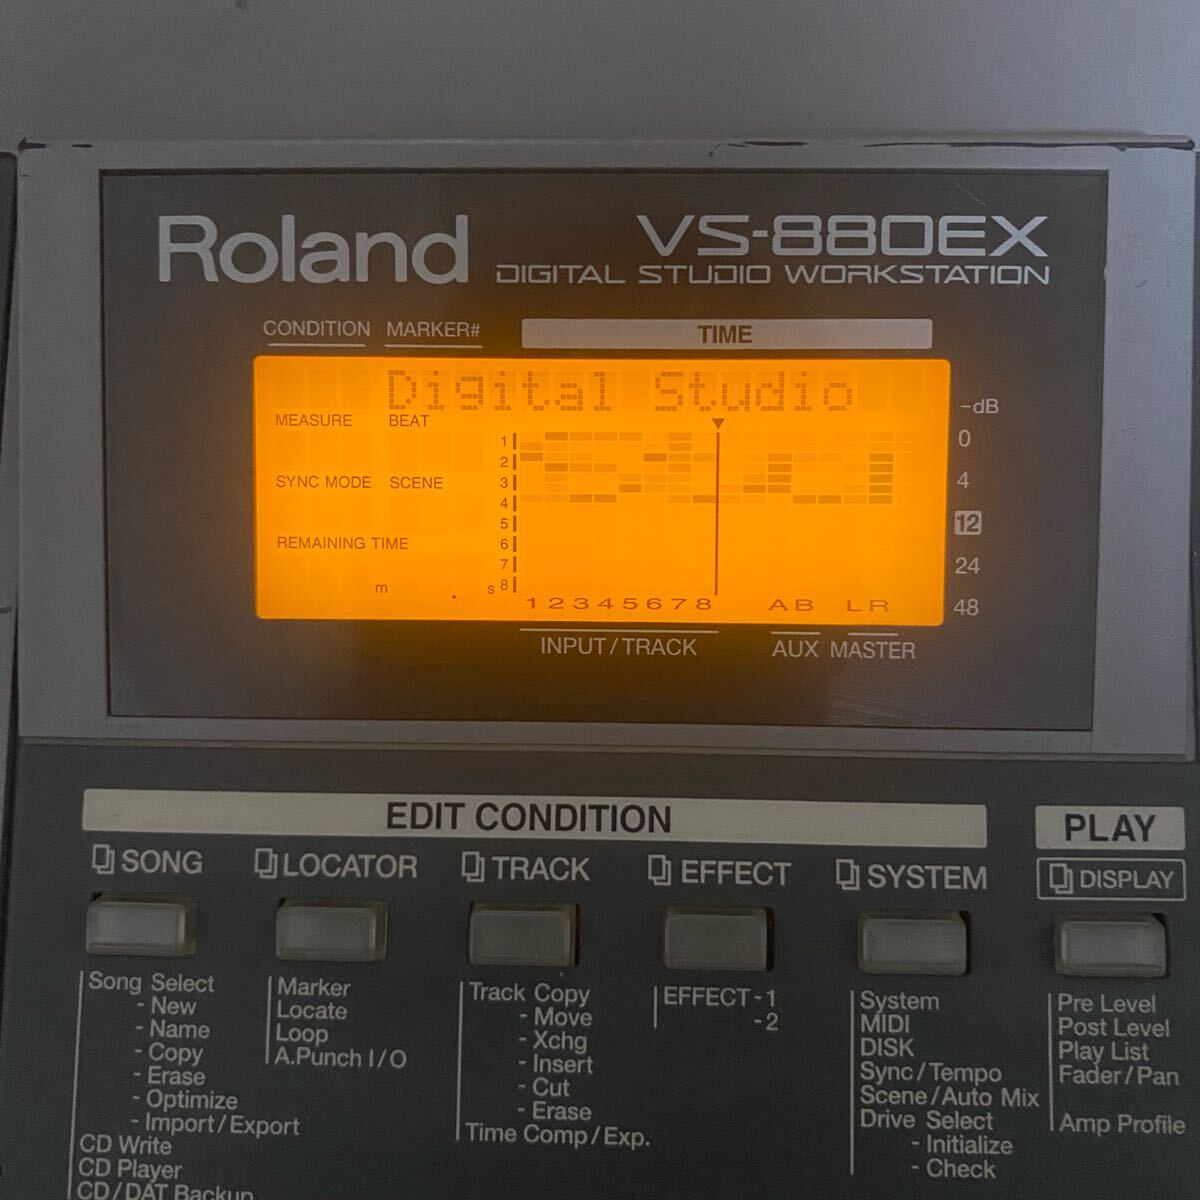 Roland
VS-880EX
DIGITAL STUDIO WORKSTATION
CONDITION MARKER# TIME
Digital Studio
MEASURE BEAT
SYNC MODE SCENE
REMAINING TIME
m s
1
2
3
4
5
6
7
8
1 2 3 4 5 6 7 8 A B L R
INPUT/TRACK AUX MASTER
-dB
0
4
12
24
48
EDIT CONDITION PLAY
SONG LOCATOR TRACK EFFECT SYSTEM DISPLAY
Song Select
- New
- Name
- Copy
- Erase
- Optimize
- Import/Export
CD Write
CD Player
CD/DAT Backup
Marker
Locate
Loop
A.Punch I/O
Track Copy
- Move
- Xchg
- Insert
- Cut
- Erase
Time Comp/Exp.
EFFECT-1
-2
System
MIDI
DISK
Sync/Tempo
Scene/Auto Mix
Drive Select
- Initialize
- Check
Pre Level
Post Level
Play List
Fader/Pan
Amp Profile